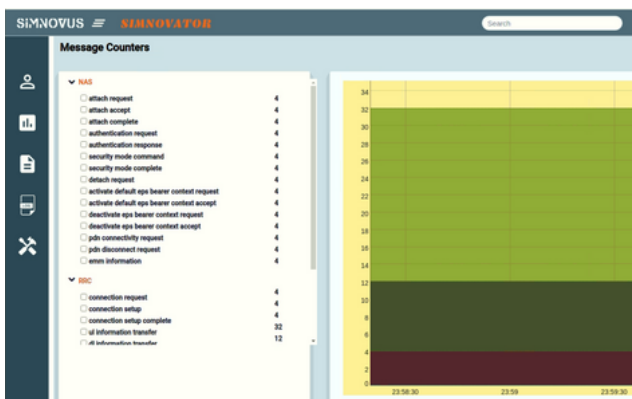 SIMNOVUS SIMNOVATOR
Search
Message Counters
NAS
attach request 4
attach accept 4
attach complete 4
authentication request 4
authentication response 4
security mode command 4
security mode complete 4
detach request 4
activate default eps bearer context request 4
activate default eps bearer context accept 4
deactivate eps bearer context request 4
deactivate eps bearer context accept 4
pdn connectivity request 4
pdn disconnect request 4
emm information 4
RRC
connection request 4
connection setup 4
connection setup complete 4
ul information transfer 32
dl information transfer 12
34
32
30
28
26
24
22
20
18
16
14
12
10
8
6
4
2
0
23:58:30 23:59 23:59:30